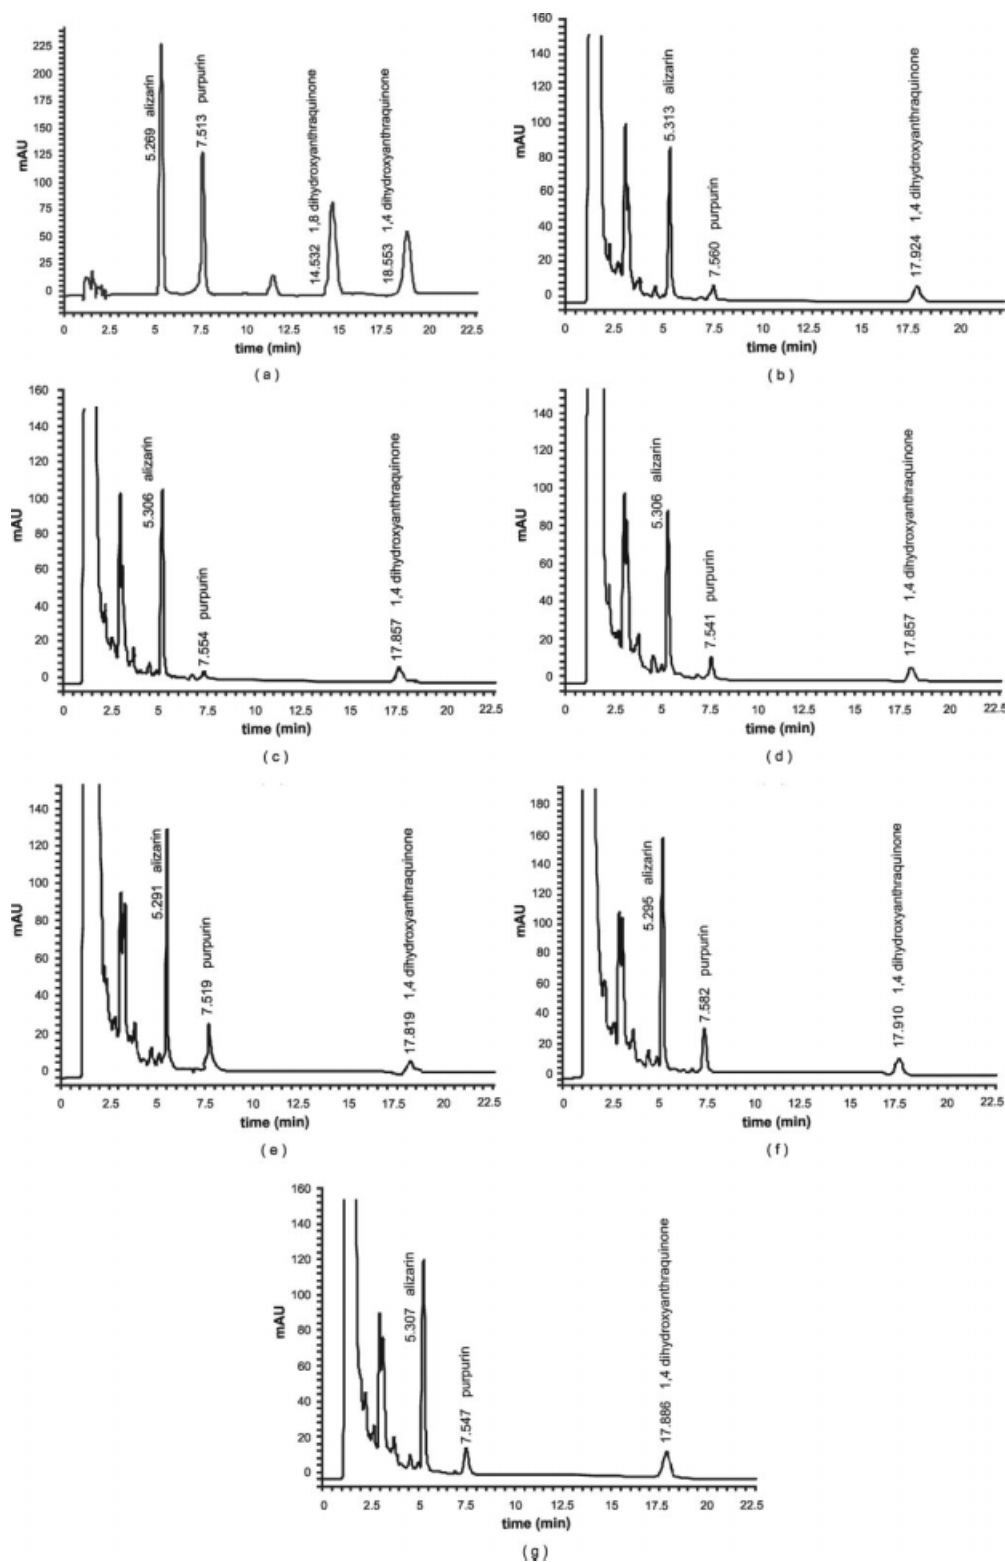 225
200
175
150
125
100
75
50
25
0
mAU
5.269 alizarin
7.513 purpurin
14.532 1,8 dihydroxyanthraquinone
18.553 1,4 dihydroxyanthraquinone
0 2.5 5 7.5 10 12.5 15 17.5 20 22.5
time (min)
( a )
160
140
120
100
80
60
40
20
0
mAU
5.313 alizarin
7.560 purpurin
17.924 1,4 dihydroxyanthraquinone
0 2.5 5 7.5 10 12.5 15 17.5 20
time (min)
( b )
160
140
120
100
80
60
40
20
0
mAU
5.306 alizarin
7.554 purpurin
17.857 1,4 dihydroxyanthraquinone
0 2.5 5 7.5 10 12.5 15 17.5 20 22.5
time (min)
( c )
140
120
100
80
60
40
20
0
mAU
5.306 alizarin
7.541 purpurin
17.857 1,4 dihydroxyanthraquinone
0 2.5 5 7.5 10 12.5 15 17.5 20 22.5
time (min)
( d )
140
120
100
80
60
40
20
0
mAU
5.291 alizarin
7.519 purpurin
17.819 1,4 dihydroxyanthraquinone
0 2.5 5 7.5 10 12.5 15 17.5 20 22.5
time (min)
( e )
180
160
140
120
100
80
60
40
20
0
mAU
5.295 alizarin
7.582 purpurin
17.910 1,4 dihydroxyanthraquinone
0 2.5 5 7.5 10 12.5 15 17.5 20 22.5
time (min)
( f )
160
140
120
100
80
60
40
20
0
mAU
5.307 alizarin
7.547 purpurin
17.886 1,4 dihydroxyanthraquinone
0 2.5 5 7.5 10 12.5 15 17.5 20 22.5
time (min)
( g )